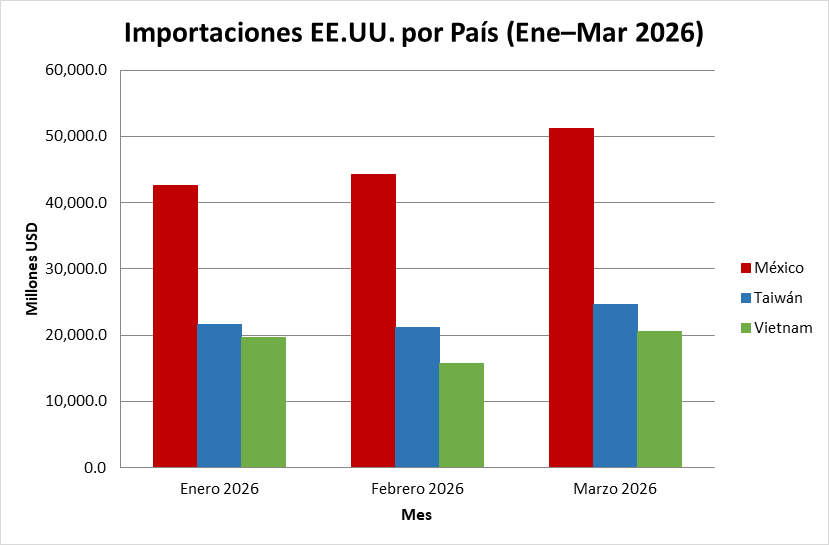 Importaciones EE.UU. por País (Ene–Mar 2026)
60,000.0
50,000.0
40,000.0
30,000.0
20,000.0
10,000.0
0.0
Millones USD
Enero 2026
Febrero 2026
Marzo 2026
Mes
México
Taiwán
Vietnam